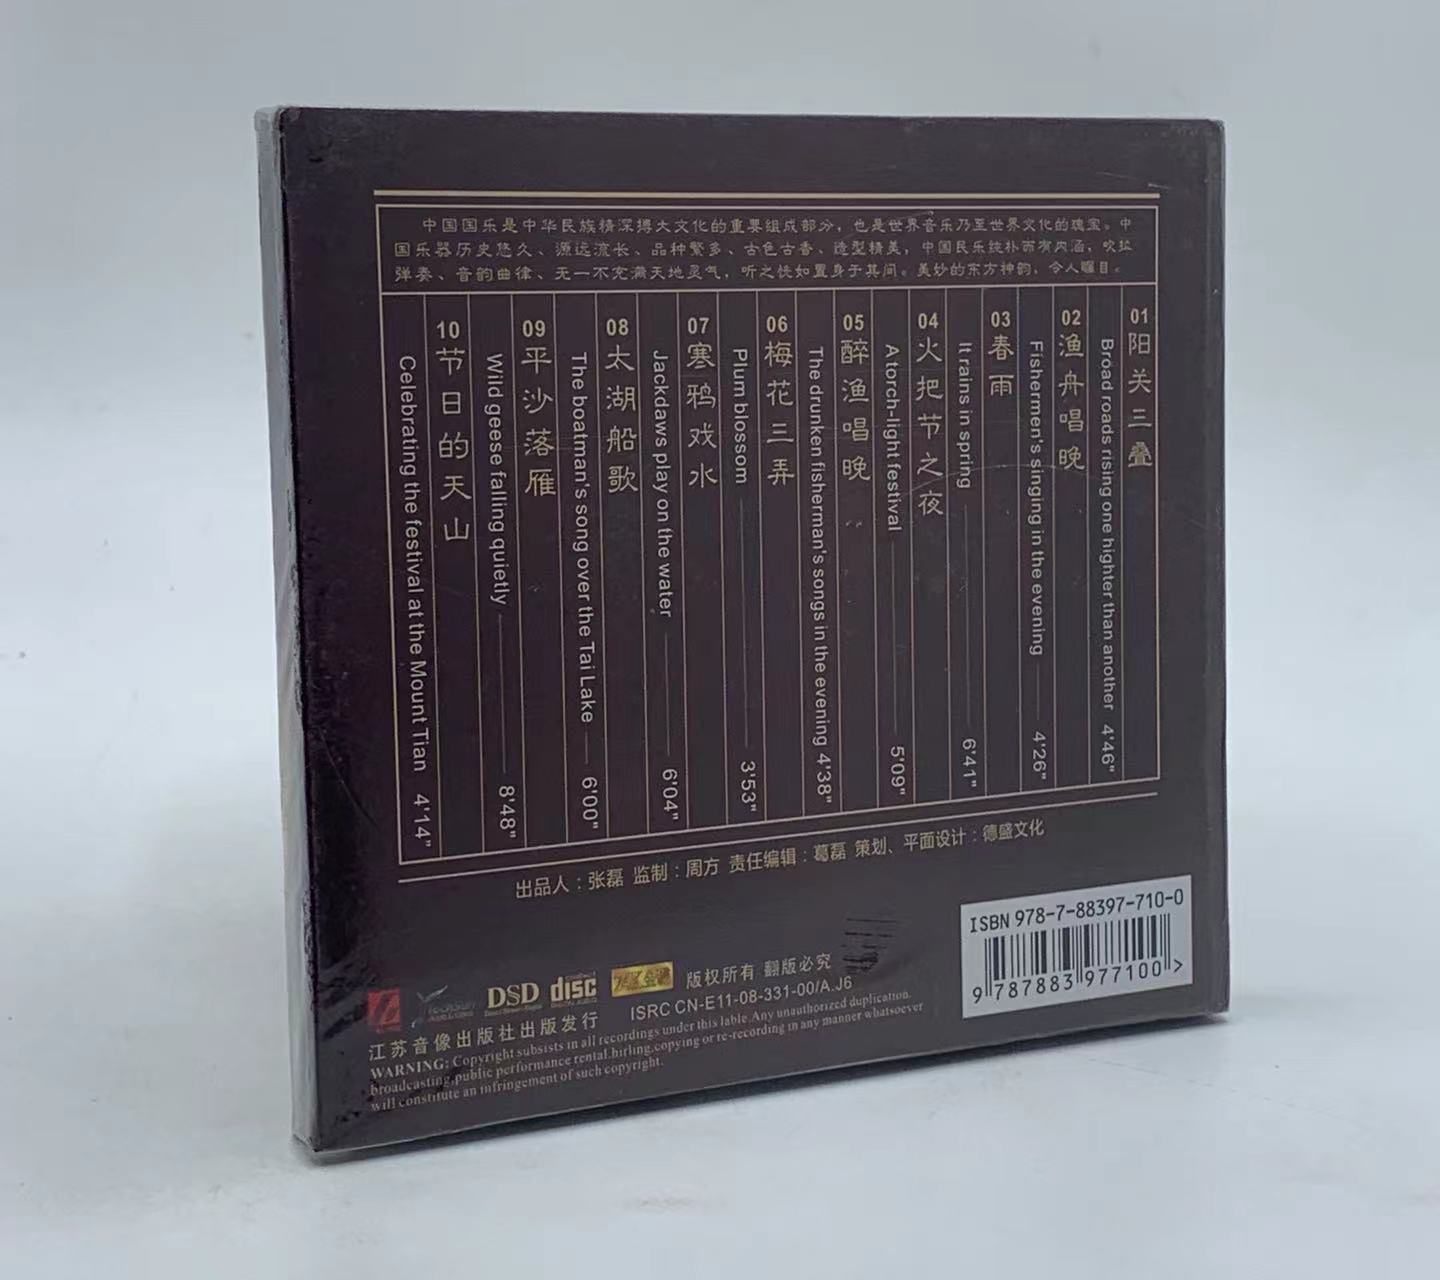 中国国乐是中华民族精深搏大文化的重要组成部分，也是世界音乐乃至世界文化的瑰宝。中
国乐器历史悠久、源远流长、品种繁多、古色古香、造型精美，中国民乐纯朴而有内涵，吹拉
弹奏、音韵曲律、无一不充满天地灵气，听之恍如置身于其间。美妙的东方神韵，令人瞩目。
01 阳关三叠
Broad roads rising one highter than another 4'46"
02 渔舟唱晚
Fishermen's singing in the evening 4'26"
03 春雨
It rains in spring 6'41"
04 火把节之夜
A torch-light festival 5'09"
05 醉渔唱晚
The drunken fisherman's songs in the evening 4'38"
06 梅花三弄
Plum blossom 3'53"
07 寒鸦戏水
Jackdaws play on the water 6'04"
08 太湖船歌
The boatman's song over the Tai Lake 6'00"
09 平沙落雁
Wild geese falling quietly 8'48"
10 节日的天山
Celebrating the festival at the Mount Tian 4'14"
出品人：张磊 监制：周方 责任编辑：葛磊 策划、平面设计：德盛文化
ISBN 978-7-88397-710-0
9 787883 977100 >
DSD disc 版权所有 翻版必究
江苏音像出版社出版发行 ISRC CN-E11-08-331-00/A.J6
WARNING: Copyright subsists in all recordings under this lable.Any unauthorized duplication.
broadcasting,public performance rental.hirling,copying or re-recording in any manner whatsoever
will constitute an infringement of such copyright.